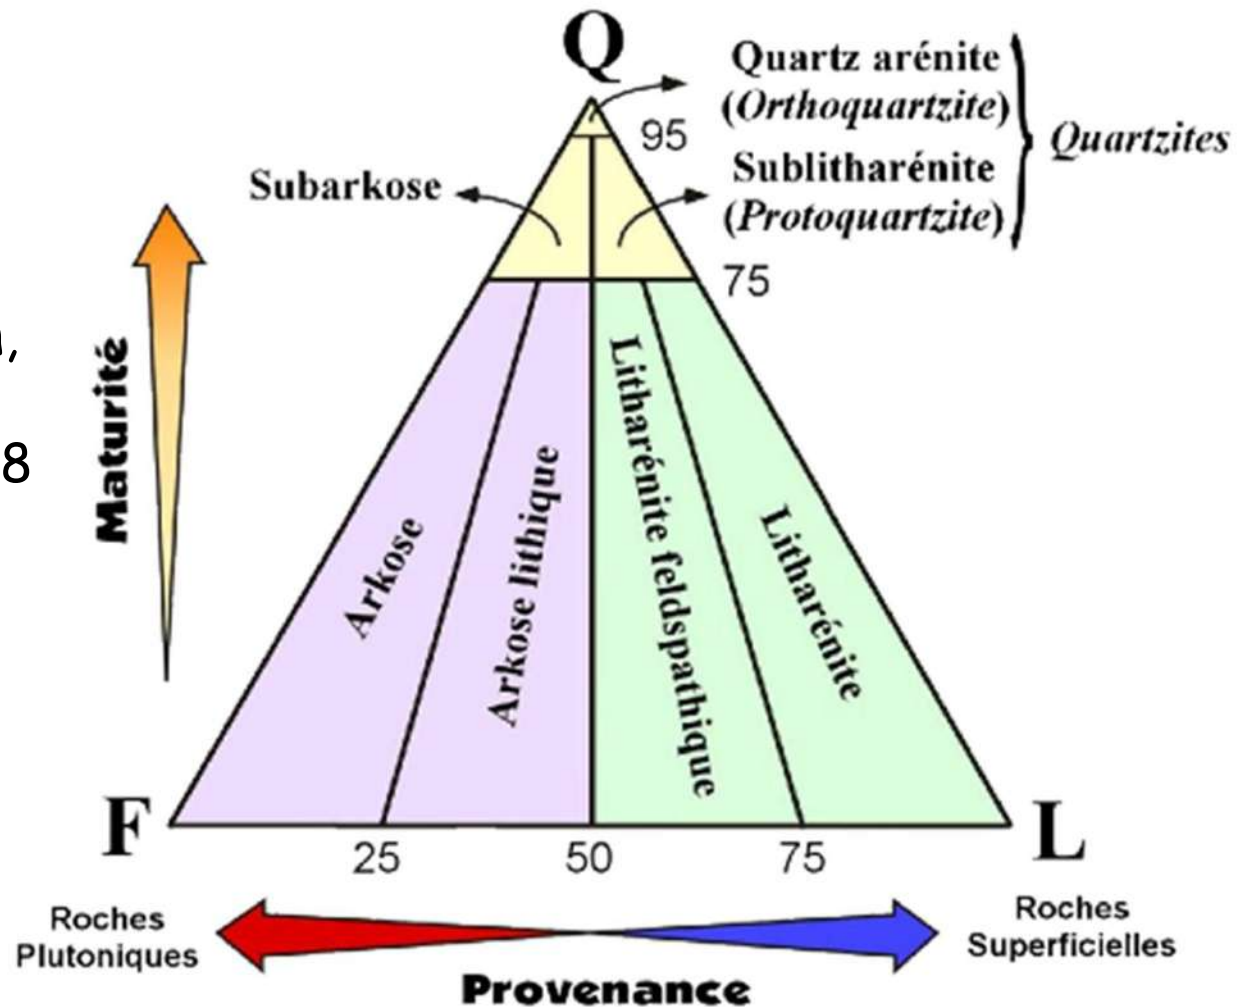 Q
Quartz arénite
(Orthoquartzite)
Sublitharénite
(Protoquartzite)
Quartzites
95
Subarkose
75
,
8
Maturité
Arkose
Arkose lithique
Litharénite feldspathique
Litharénite
F
L
25 50 75
Roches
Plutoniques
Roches
Superficielles
Provenance